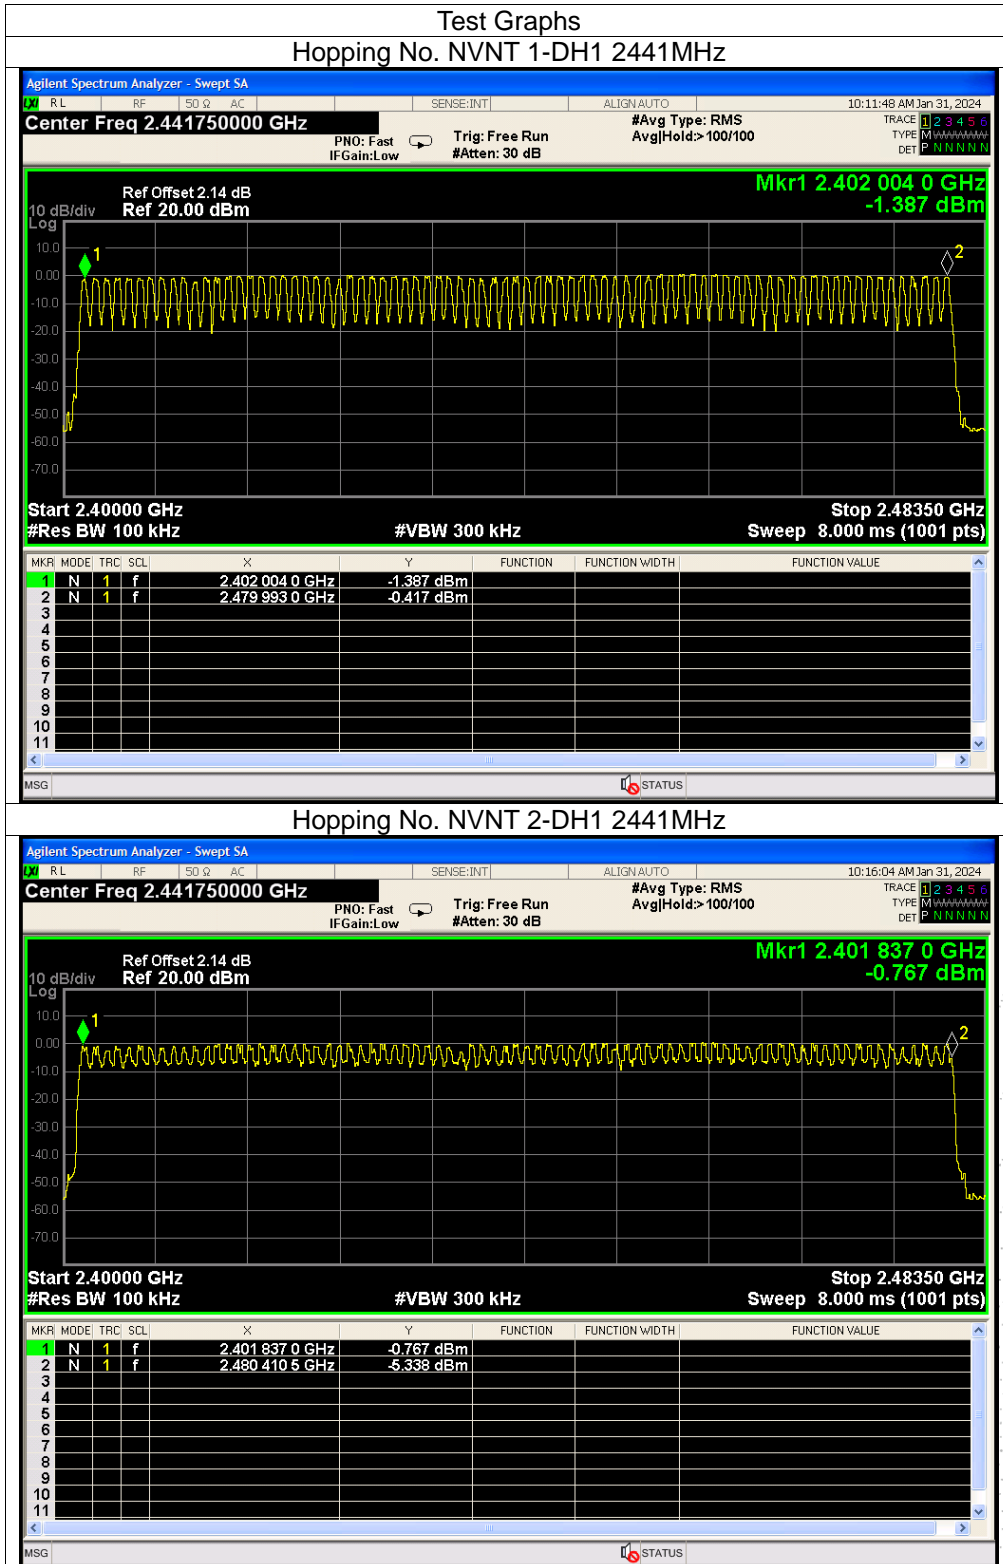 Test Graphs
Hopping No. NVNT 1-DH1 2441MHz
Agilent Spectrum Analyzer - Swept SA
LXI RL RF 50 Ω AC SENSE:INT ALIGN AUTO 10:11:48 AM Jan 31, 2024
Center Freq 2.441750000 GHz #Avg Type: RMS TRACE 1 2 3 4 5 6
PNO: Fast Trig: Free Run Avg|Hold:>100/100 TYPE M
IFGain:Low #Atten: 30 dB DET P N N N N N
Mkr1 2.402 004 0 GHz
Ref Offset 2.14 dB
10 dB/div Ref 20.00 dBm -1.387 dBm
Log
10.0
1 2
0.00
-10.0
-20.0
-30.0
-40.0
-50.0
-60.0
-70.0
Start 2.40000 GHz Stop 2.48350 GHz
#Res BW 100 kHz #VBW 300 kHz Sweep 8.000 ms (1001 pts)
MKR MODE TRC SCL X Y FUNCTION FUNCTION WIDTH FUNCTION VALUE
1 N 1 f 2.402 004 0 GHz -1.387 dBm
2 N 1 f 2.479 993 0 GHz -0.417 dBm
3
4
5
6
7
8
9
10
11
MSG STATUS
Hopping No. NVNT 2-DH1 2441MHz
Agilent Spectrum Analyzer - Swept SA
LXI RL RF 50 Ω AC SENSE:INT ALIGN AUTO 10:16:04 AM Jan 31, 2024
Center Freq 2.441750000 GHz #Avg Type: RMS TRACE 1 2 3 4 5 6
PNO: Fast Trig: Free Run Avg|Hold:>100/100 TYPE M
IFGain:Low #Atten: 30 dB DET P N N N N N
Mkr1 2.401 837 0 GHz
Ref Offset 2.14 dB
10 dB/div Ref 20.00 dBm -0.767 dBm
Log
10.0
1 2
0.00
-10.0
-20.0
-30.0
-40.0
-50.0
-60.0
-70.0
Start 2.40000 GHz Stop 2.48350 GHz
#Res BW 100 kHz #VBW 300 kHz Sweep 8.000 ms (1001 pts)
MKR MODE TRC SCL X Y FUNCTION FUNCTION WIDTH FUNCTION VALUE
1 N 1 f 2.401 837 0 GHz -0.767 dBm
2 N 1 f 2.480 410 5 GHz -5.338 dBm
3
4
5
6
7
8
9
10
11
MSG STATUS